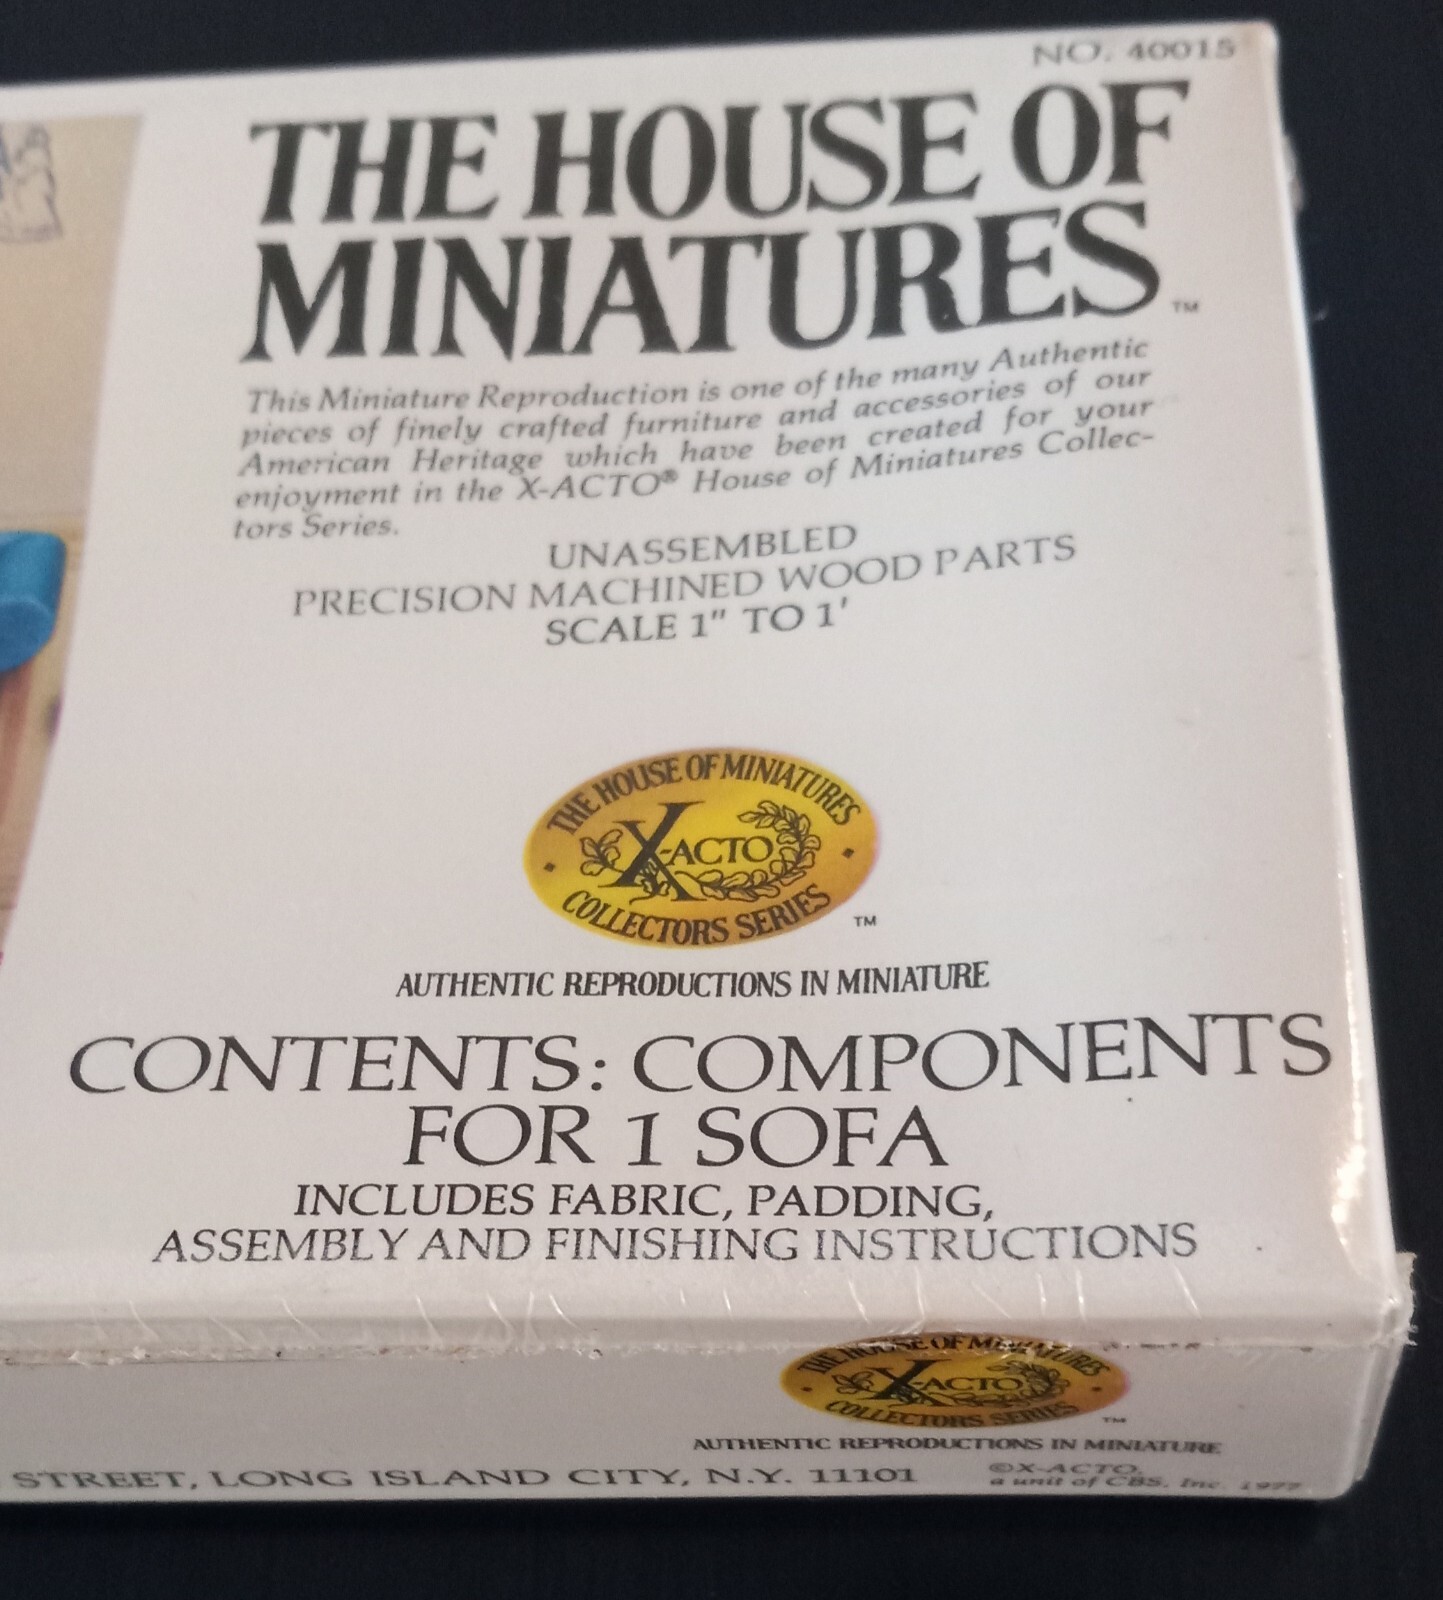 NO. 40015
THE HOUSE OF
MINIATURES™
This Miniature Reproduction is one of the many Authentic
pieces of finely crafted furniture and accessories of our
American Heritage which have been created for your
enjoyment in the X-ACTO® House of Miniatures Collec-
tors Series.
UNASSEMBLED
PRECISION MACHINED WOOD PARTS
SCALE 1" TO 1'
THE HOUSE OF MINIATURES
X-ACTO
COLLECTORS SERIES
TM
AUTHENTIC REPRODUCTIONS IN MINIATURE
CONTENTS: COMPONENTS
FOR 1 SOFA
INCLUDES FABRIC, PADDING,
ASSEMBLY AND FINISHING INSTRUCTIONS
THE HOUSE OF MINIATURES
X-ACTO
COLLECTORS SERIES
TM
AUTHENTIC REPRODUCTIONS IN MINIATURE
STREET, LONG ISLAND CITY, N.Y. 11101
©X-ACTO,
a unit of CBS, Inc. 1977